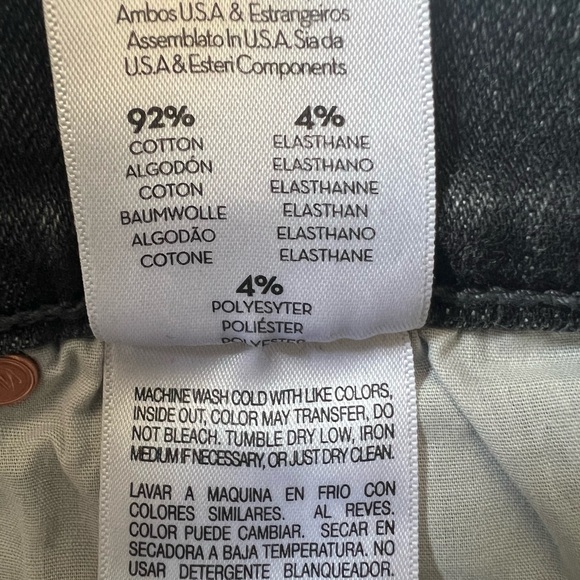 Ambos U.S.A & Estrangeiros
Assemblato In U.S.A. Sia da
U.S.A & Esteri Components
92%
COTTON
ALGODÓN
COTON
BAUMWOLLE
ALGODÃO
COTONE
4%
ELASTHANE
ELASTHANO
ELASTHANNE
ELASTHAN
ELASTHANO
ELASTHANE
4%
POLYESYTER
POLIÉSTER
POLYESTER
MACHINE WASH COLD WITH LIKE COLORS,
INSIDE OUT, COLOR MAY TRANSFER, DO
NOT BLEACH. TUMBLE DRY LOW, IRON
MEDIUM IF NECESSARY, OR JUST DRY CLEAN.
LAVAR A MAQUINA EN FRIO CON
COLORES SIMILARES. AL REVES.
COLOR PUEDE CAMBIAR. SECAR EN
SECADORA A BAJA TEMPERATURA. NO
USAR DETERGENTE BLANQUEADOR.